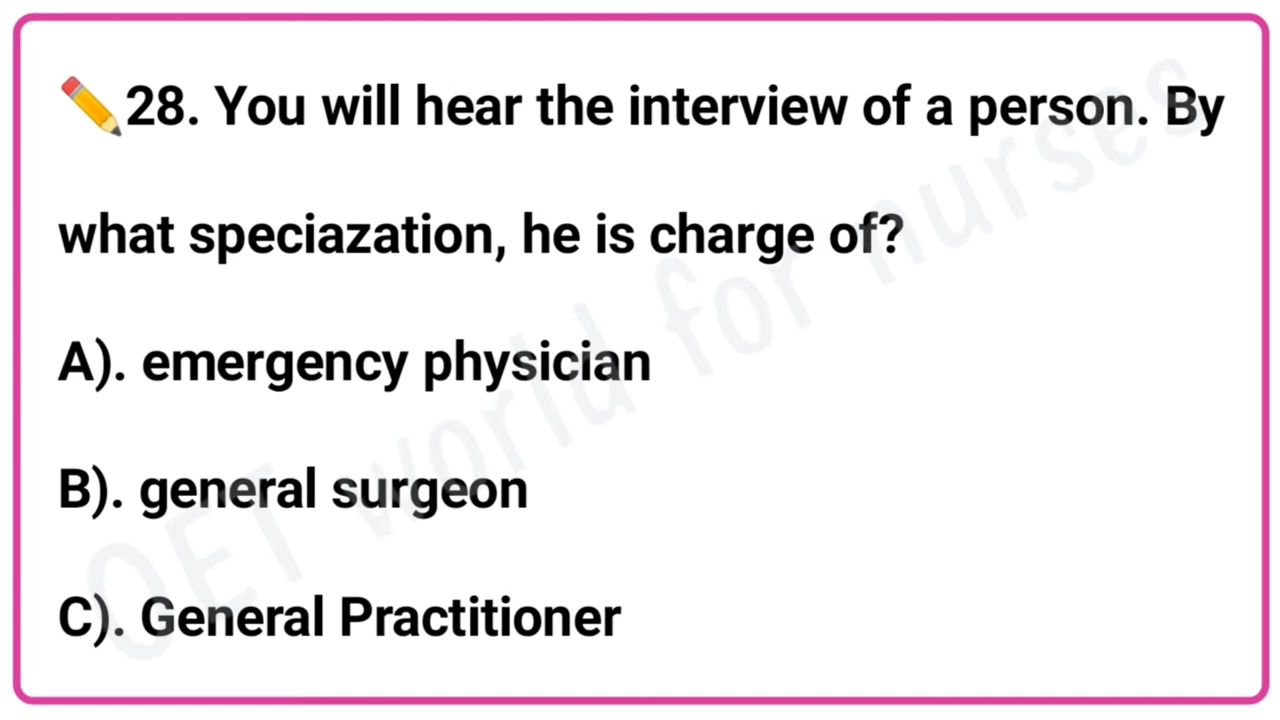 ✏️28. You will hear the interview of a person. By
what speciazation, he is charge of?
A). emergency physician
B). general surgeon
C). General Practitioner
OET world for nurses